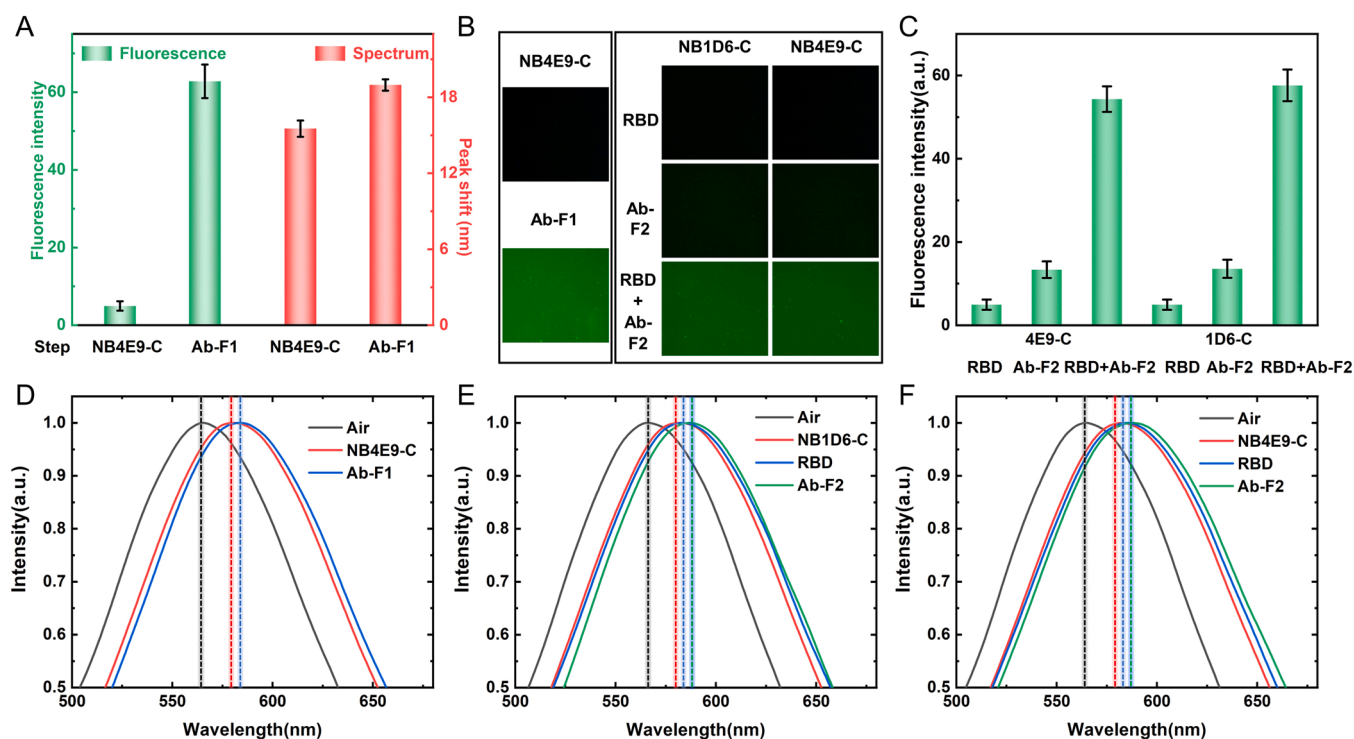 A
Fluorescence
Spectrum
Fluorescence intensity
60
40
20
0
18
12
6
0
Peak shift (nm)
Step
NB4E9-C
Ab-F1
NB4E9-C
Ab-F1
B
NB4E9-C
Ab-F1
NB1D6-C
NB4E9-C
RBD
Ab-
F2
RBD
+
Ab-
F2
C
Fluorescence intensity(a.u.)
60
40
20
0
4E9-C
1D6-C
RBD Ab-F2 RBD+Ab-F2 RBD Ab-F2 RBD+Ab-F2
D
Intensity(a.u.)
1.0
0.9
0.8
0.7
0.6
0.5
Air
NB4E9-C
Ab-F1
500 550 600 650
Wavelength(nm)
E
Intensity(a.u.)
1.0
0.9
0.8
0.7
0.6
0.5
Air
NB1D6-C
RBD
Ab-F2
500 550 600 650
Wavelength(nm)
F
Intensity(a.u.)
1.0
0.9
0.8
0.7
0.6
0.5
Air
NB4E9-C
RBD
Ab-F2
500 550 600 650
Wavelength(nm)